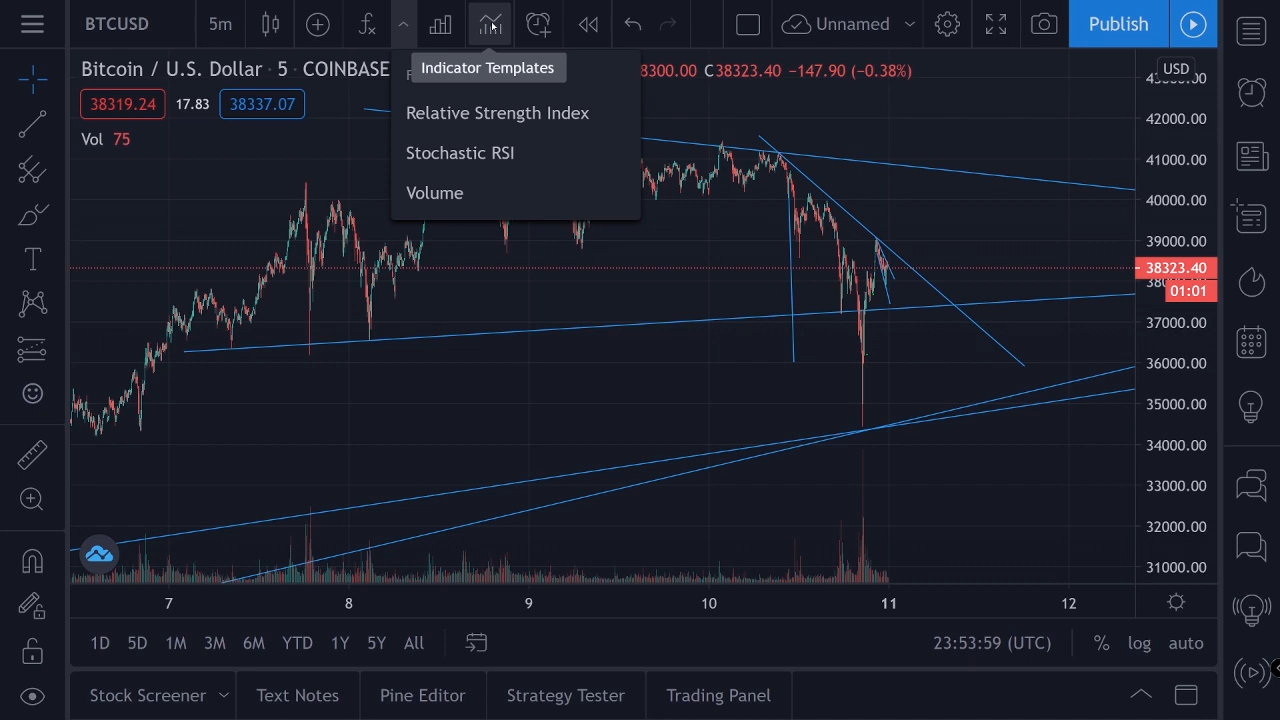 BTCUSD 5m Unnamed Publish
Bitcoin / U.S. Dollar · 5 · COINBASE 8300.00 C38323.40 −147.90 (−0.38%) USD
Indicator Templates
38319.24 17.83 38337.07
Vol 75
Relative Strength Index
Stochastic RSI
Volume
42000.00
41000.00
40000.00
39000.00
38323.40
01:01
37000.00
36000.00
35000.00
34000.00
33000.00
32000.00
31000.00
7 8 9 10 11 12
1D 5D 1M 3M 6M YTD 1Y 5Y All 23:53:59 (UTC) % log auto
Stock Screener Text Notes Pine Editor Strategy Tester Trading Panel